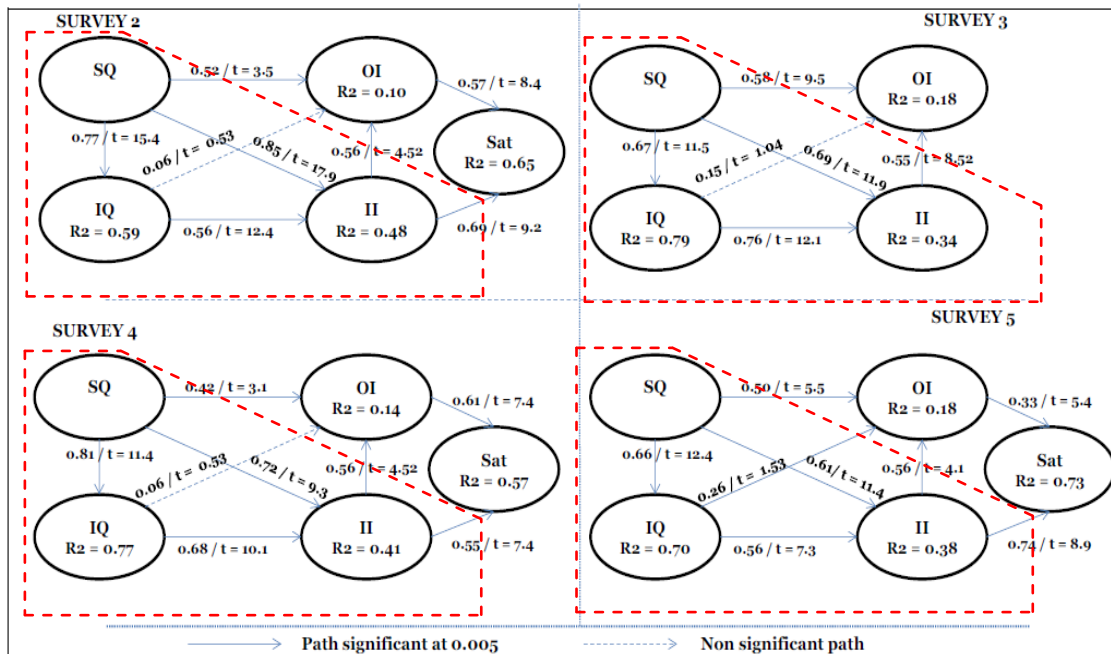 SURVEY 2
SQ
OI
R2 = 0.10
0.52 / t = 3.5
0.57 / t = 8.4
Sat
R2 = 0.65
0.77 / t = 15.4
0.06 / t = 0.53
0.85 / t = 17.9
0.56 / t = 4.52
IQ
R2 = 0.59
0.56 / t = 12.4
II
R2 = 0.48
0.69 / t = 9.2
SURVEY 3
SQ
OI
R2 = 0.18
0.58 / t = 9.5
0.67 / t = 11.5
0.15 / t = 1.04
0.69 / t = 11.9
0.55 / t = 8.52
IQ
R2 = 0.79
0.76 / t = 12.1
II
R2 = 0.34
SURVEY 4
SQ
OI
R2 = 0.14
0.42 / t = 3.1
0.61 / t = 7.4
Sat
R2 = 0.57
0.81 / t = 11.4
0.06 / t = 0.53
0.72 / t = 9.3
0.56 / t = 4.52
IQ
R2 = 0.77
0.68 / t = 10.1
II
R2 = 0.41
0.55 / t = 7.4
SURVEY 5
SQ
OI
R2 = 0.18
0.50 / t = 5.5
0.33 / t = 5.4
Sat
R2 = 0.73
0.66 / t = 12.4
0.26 / t = 1.53
0.61 / t = 11.4
0.56 / t = 4.1
IQ
R2 = 0.70
0.56 / t = 7.3
II
R2 = 0.38
0.74 / t = 8.9
Path significant at 0.005
Non significant path